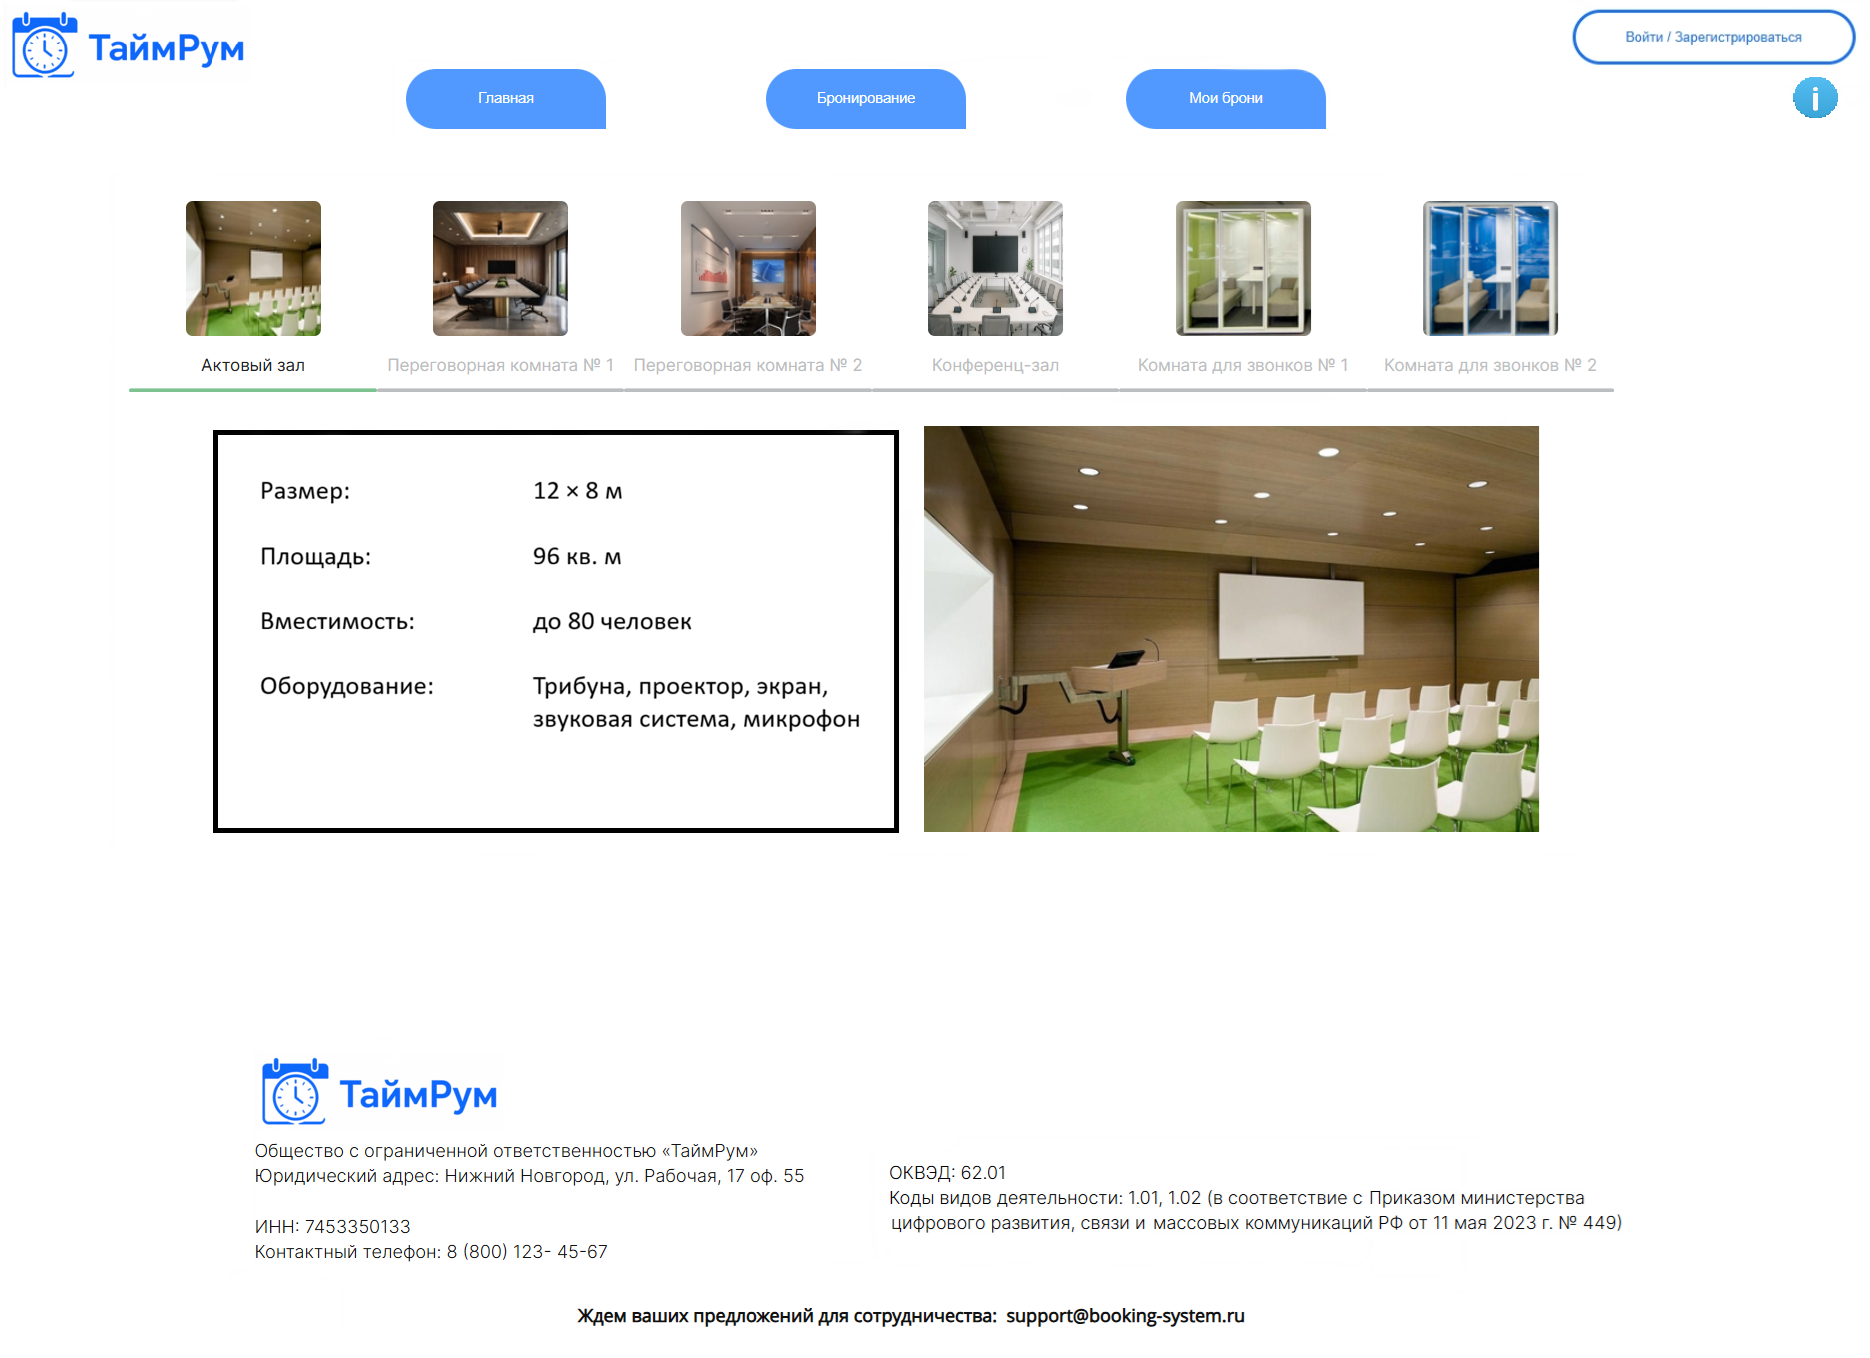 ТаймРум
Войти / Зарегистрироваться
Главная
Бронирование
Мои брони
i
Актовый зал
Переговорная комната № 1
Переговорная комната № 2
Конференц-зал
Комната для звонков № 1
Комната для звонков № 2
Размер: 12 × 8 м
Площадь: 96 кв. м
Вместимость: до 80 человек
Оборудование: Трибуна, проектор, экран,
звуковая система, микрофон
ТаймРум
Общество с ограниченной ответственностью «ТаймРум»
Юридический адрес: Нижний Новгород, ул. Рабочая, 17 оф. 55
ИНН: 7453350133
Контактный телефон: 8 (800) 123- 45-67
ОКВЭД: 62.01
Коды видов деятельности: 1.01, 1.02 (в соответствие с Приказом министерства
цифрового развития, связи и массовых коммуникаций РФ от 11 мая 2023 г. № 449)
Ждем ваших предложений для сотрудничества: support@booking-system.ru